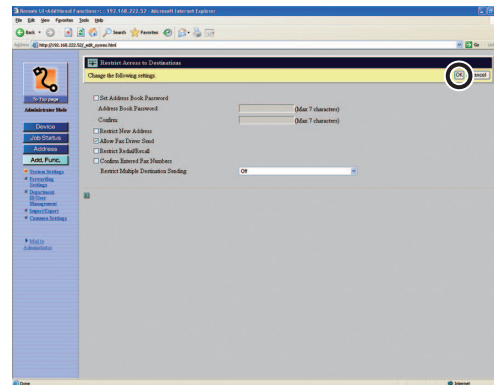 Remote UI <Additional Functions> : : 192.168.222.52 - Microsoft Internet Explorer
File Edit View Favorites Tools Help
Back Search Favorites
Address http://192.168.222.52/_edit_system.html Go
Restrict Access to Destinations
Change the following settings. OK Cancel
To Top page
Administrator Mode
Device
Job Status
Address
Add. Func.
System Settings
Forwarding
Settings
Department
ID/User
Management
Import/Export
Custom Settings
Mail to
Administrator
Set Address Book Password
Address Book Password: (Max 7 characters)
Confirm: (Max 7 characters)
Restrict New Address
Allow Fax Driver Send
Restrict Redial/Recall
Confirm Entered Fax Numbers
Restrict Multiple Destination Sending: Off
Done Internet